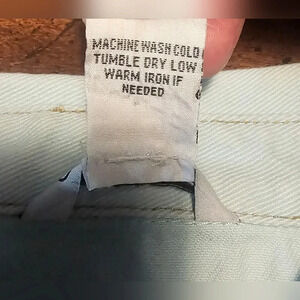 MACHINE WASH COLD
TUMBLE DRY LOW
WARM IRON IF
NEEDED